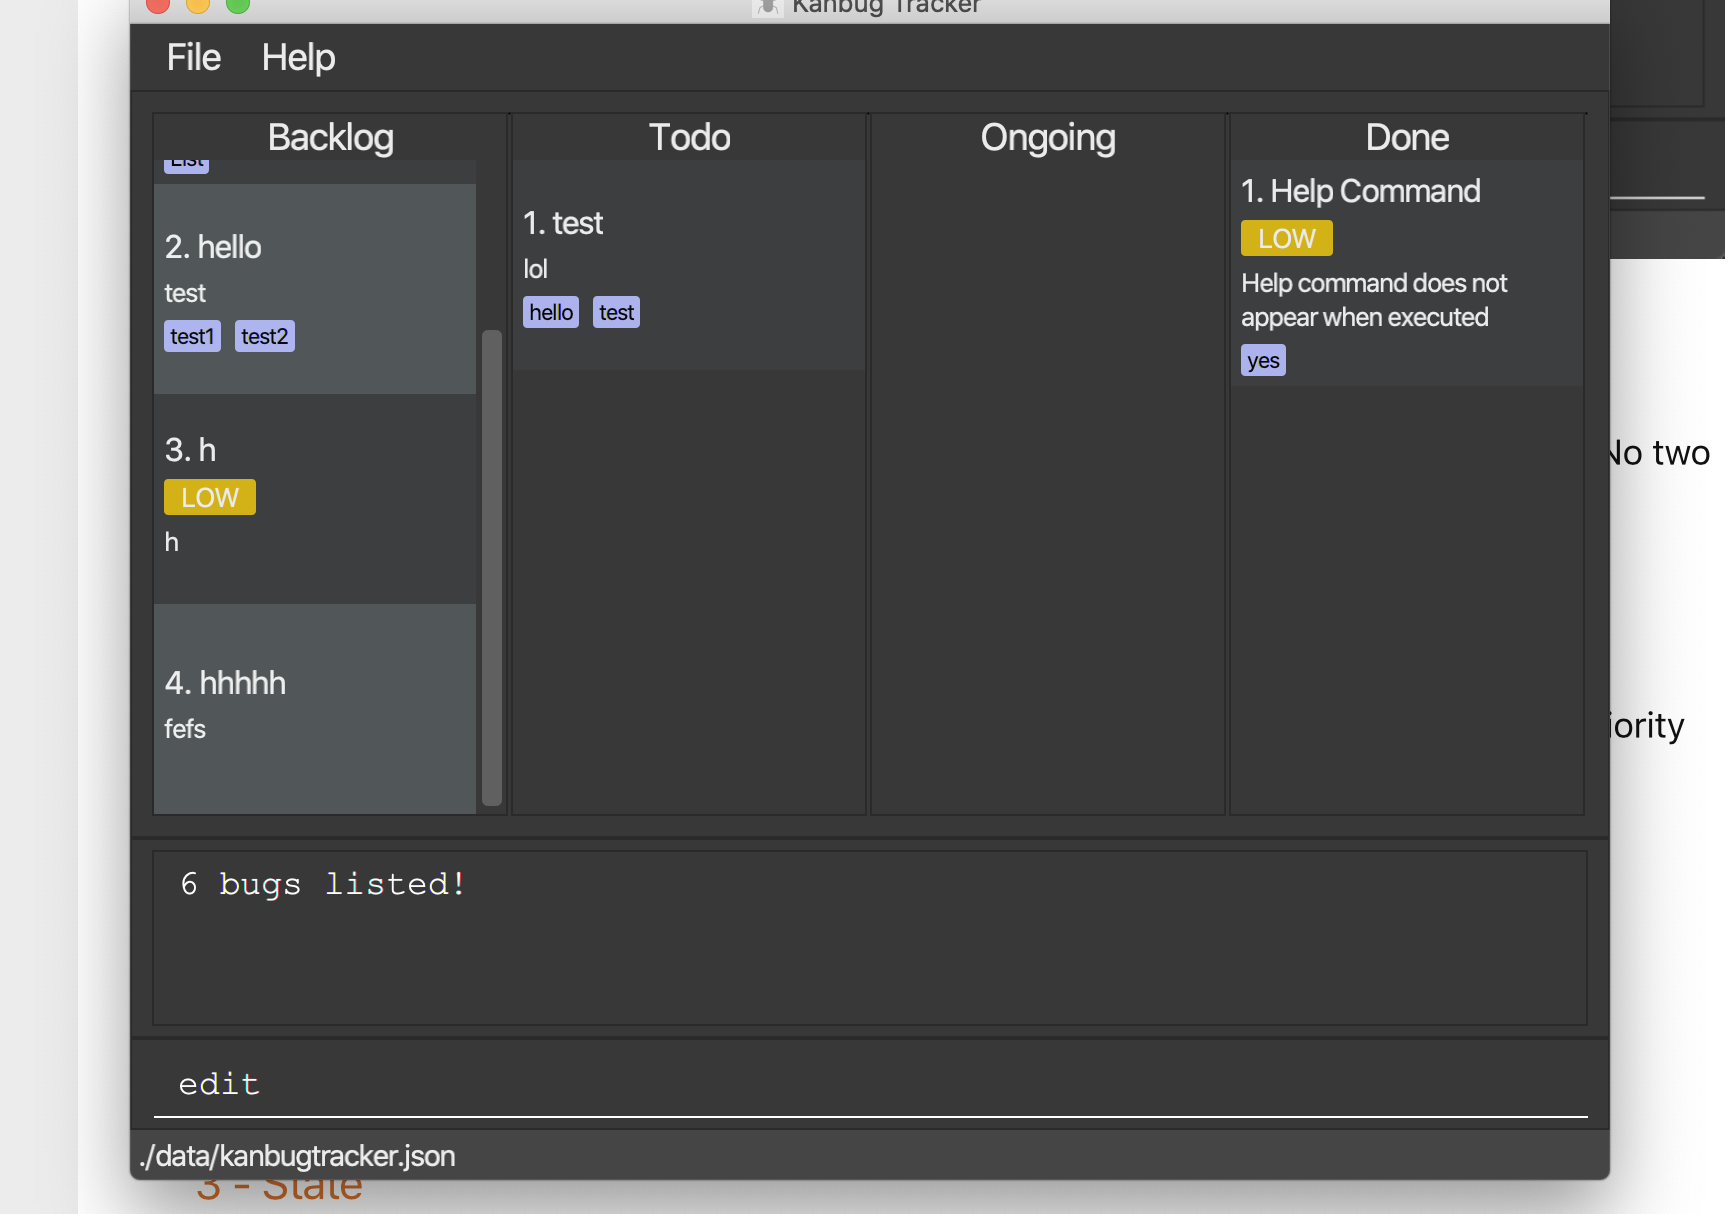 Kanbug Tracker
File Help
Backlog
List
2. hello
test
test1 test2
3. h
LOW
h
4. hhhhh
fefs
Todo
1. test
lol
hello test
Ongoing
Done
1. Help Command
LOW
Help command does not
appear when executed
yes
6 bugs listed!
edit
./data/kanbugtracker.json
No two
iority
3 - State